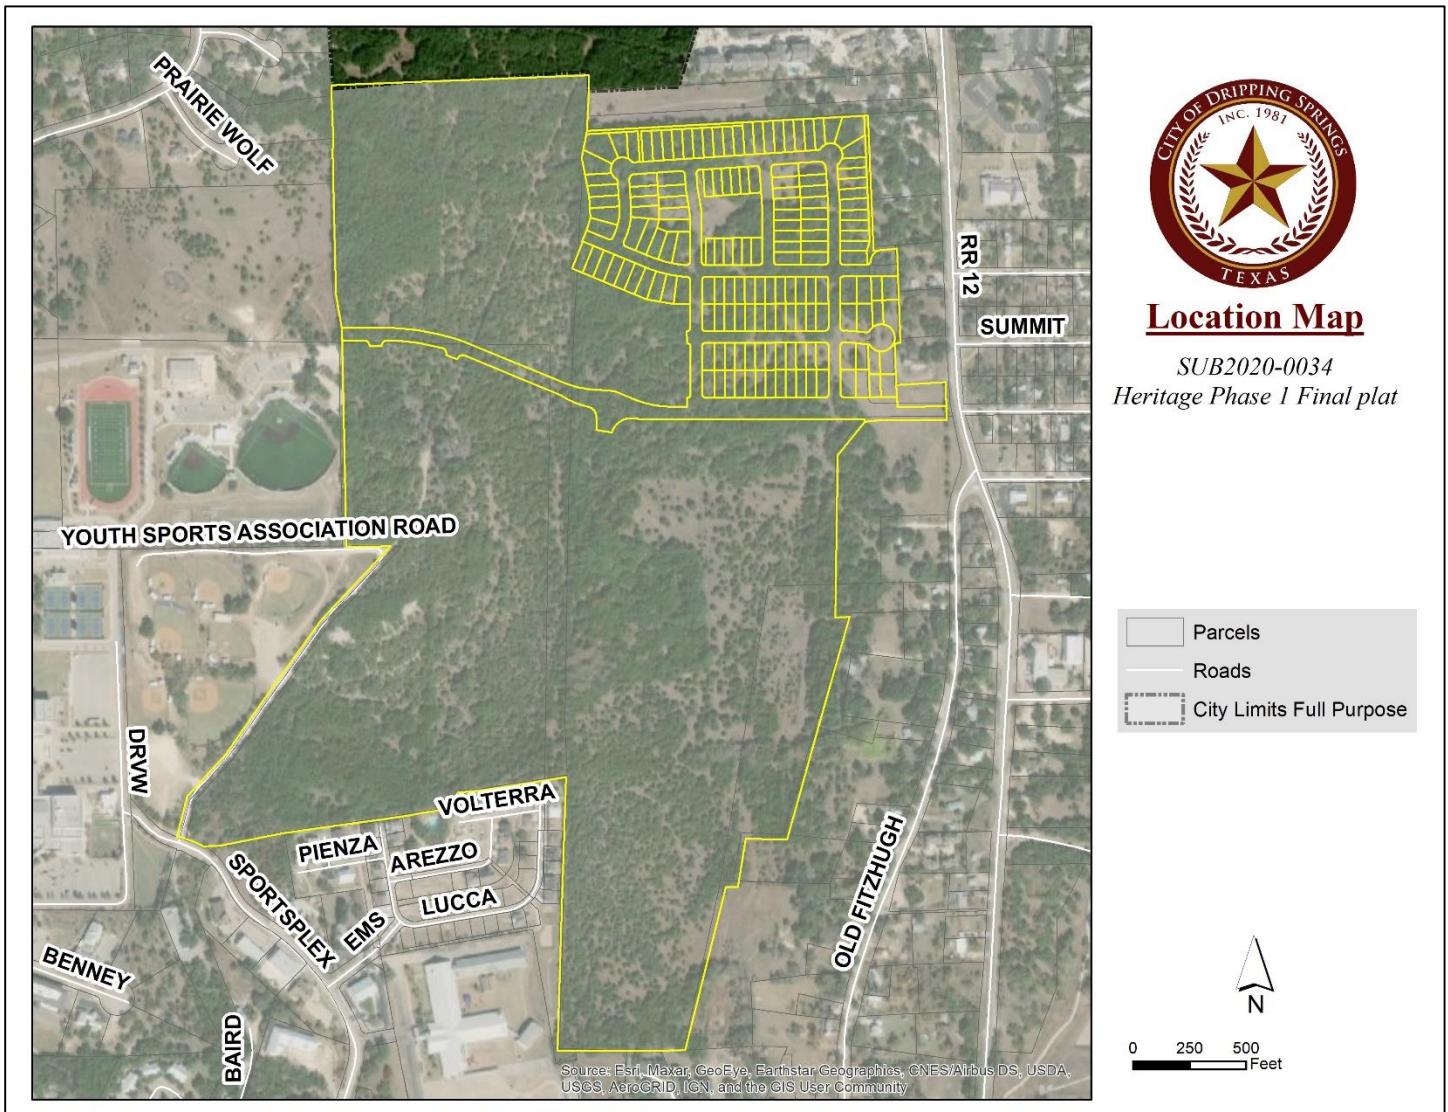 PRAIRIE WOLF
RR 12
SUMMIT
YOUTH SPORTS ASSOCIATION ROAD
DRVW
VOLTERRA
PIENZA
AREZZO
LUCCA
SPORTSPLEX
EMS
OLD FITZHUGH
BENNEY
BAIRD
Source: Esri, Maxar, GeoEye, Earthstar Geographics, CNES/Airbus DS, USDA,
USGS, AeroGRID, IGN, and the GIS User Community
CITY OF DRIPPING SPRINGS
INC. 1981
TEXAS
Location Map
SUB2020-0034
Heritage Phase 1 Final plat
Parcels
Roads
City Limits Full Purpose
N
0 250 500
Feet